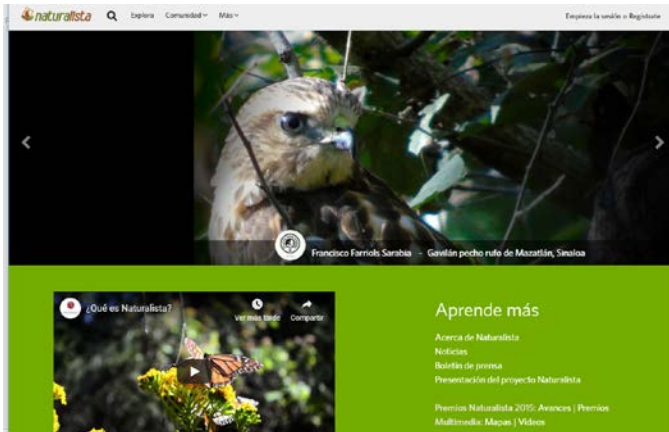 naturalista Explora Comunidad Más Empieza la sesión o Regístrate
Francisco Farriols Sarabia - Gavilán pecho rufo de Mazatlán, Sinaloa
¿Qué es Naturalista? Ver más tarde Compartir
Aprende más
Acerca de Naturalista
Noticias
Boletín de prensa
Presentación del proyecto Naturalista
Premios Naturalista 2015: Avances | Premios
Multimedia: Mapas | Videos